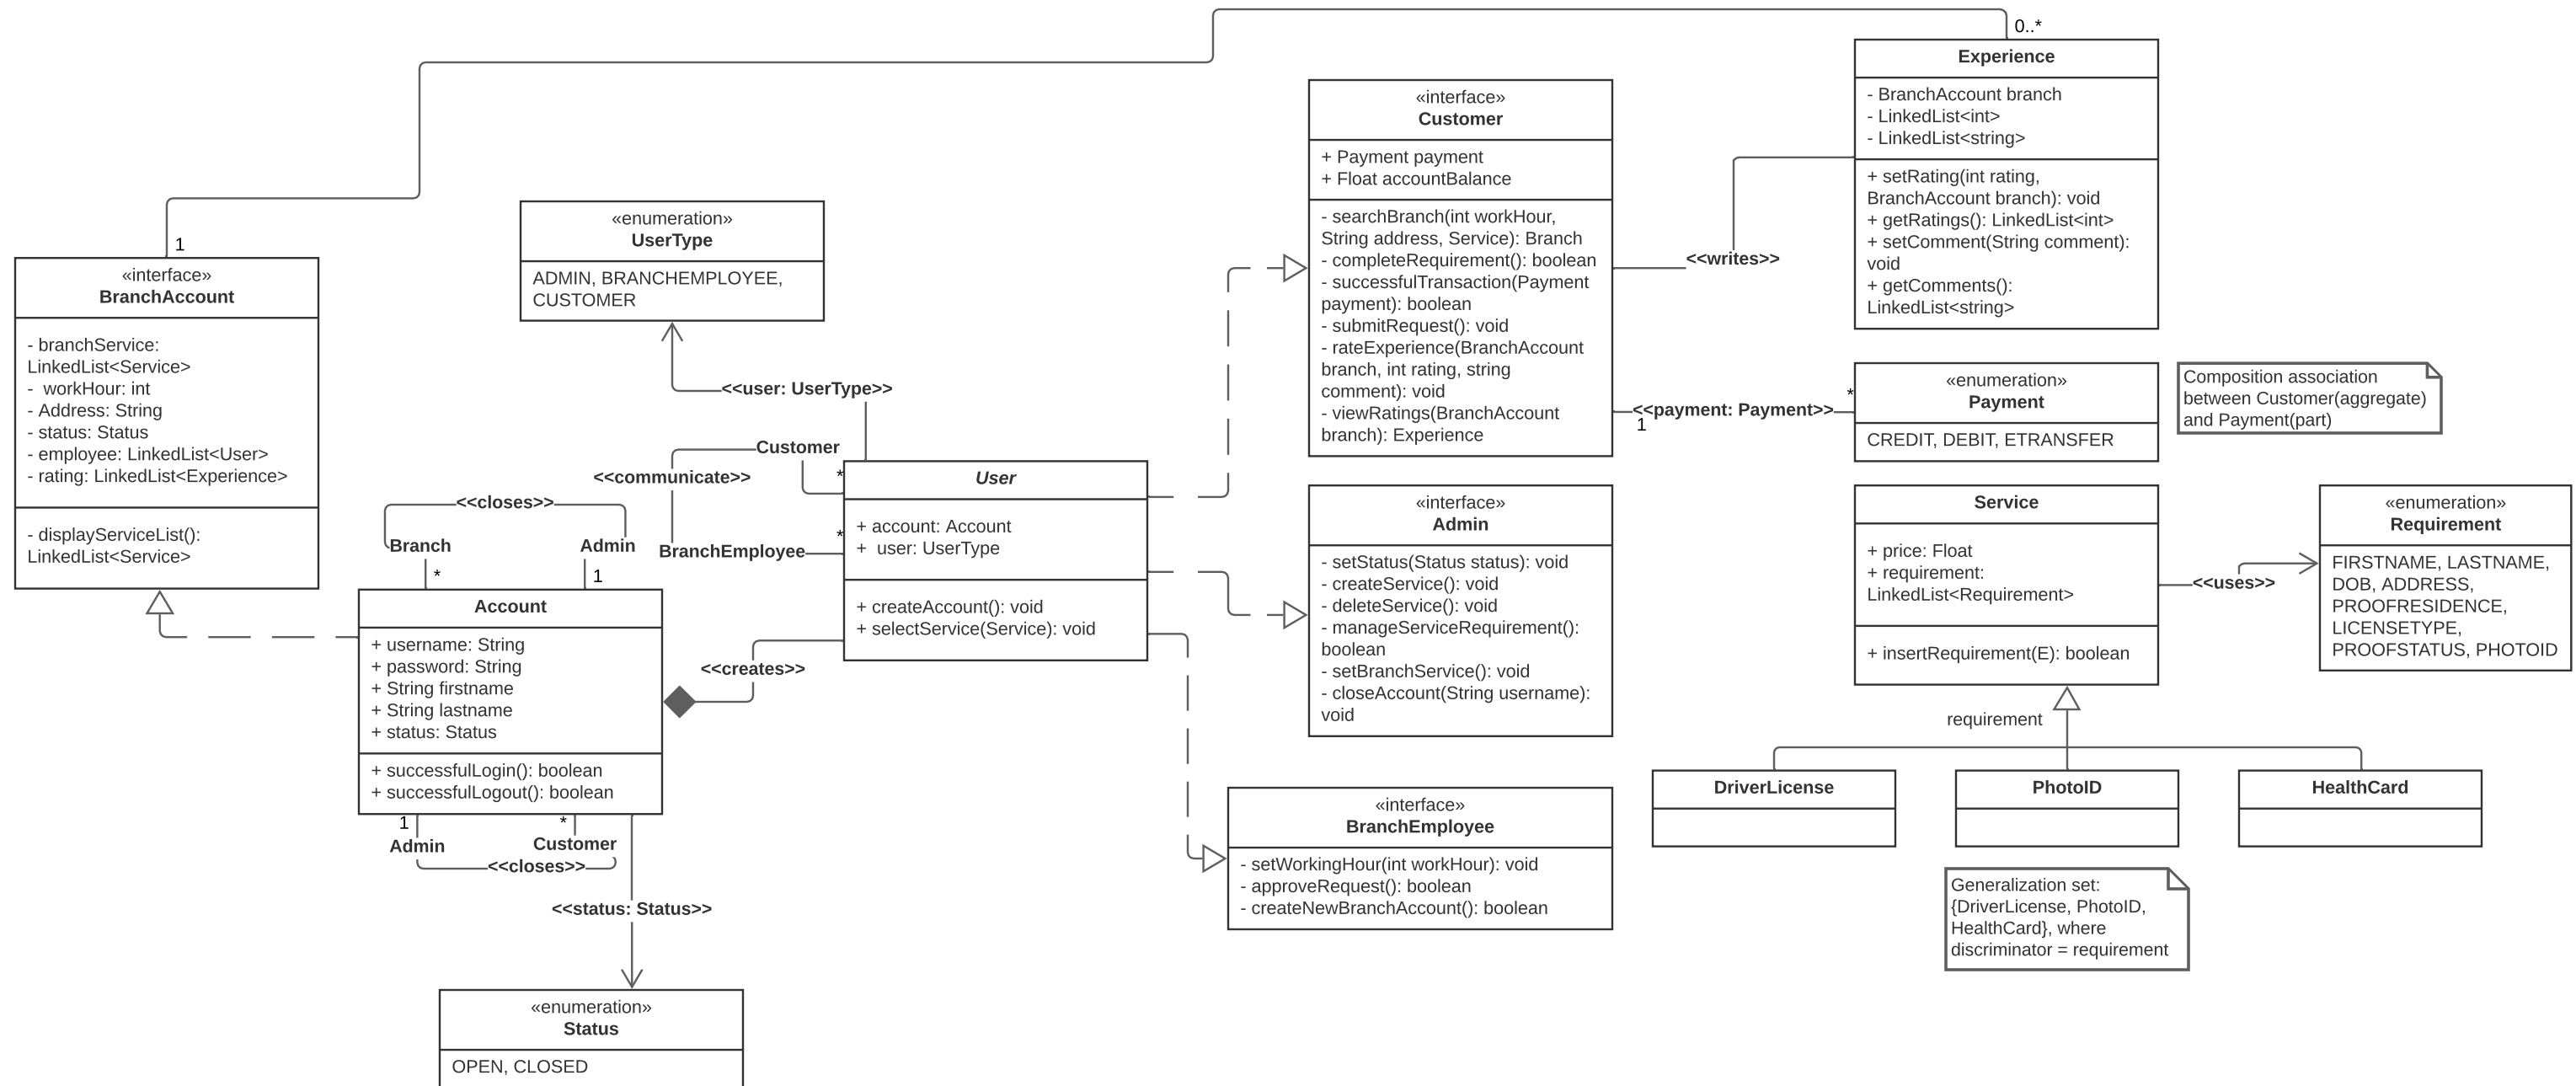 0..*
1
«interface»
BranchAccount
- branchService:
LinkedList<Service>
-  workHour: int
- Address: String
- status: Status
- employee: LinkedList<User>
- rating: LinkedList<Experience>
- displayServiceList():
LinkedList<Service>
«enumeration»
UserType
ADMIN, BRANCHEMPLOYEE,
CUSTOMER
<<user: UserType>>
Customer
*
<<communicate>>
BranchEmployee
*
<<closes>>
Branch
*
Admin
1
Account
+ username: String
+ password: String
+ String firstname
+ String lastname
+ status: Status
+ successfulLogin(): boolean
+ successfulLogout(): boolean
1
Admin
*
Customer
<<closes>>
<<status: Status>>
«enumeration»
Status
OPEN, CLOSED
<<creates>>
User
+ account: Account
+  user: UserType
+ createAccount(): void
+ selectService(Service): void
«interface»
Customer
+ Payment payment
+ Float accountBalance
- searchBranch(int workHour,
String address, Service): Branch
- completeRequirement(): boolean
- successfulTransaction(Payment
payment): boolean
- submitRequest(): void
- rateExperience(BranchAccount
branch, int rating, string
comment): void
- viewRatings(BranchAccount
branch): Experience
<<writes>>
<<payment: Payment>>
1
*
«interface»
Admin
- setStatus(Status status): void
- createService(): void
- deleteService(): void
- manageServiceRequirement():
boolean
- setBranchService(): void
- closeAccount(String username):
void
«interface»
BranchEmployee
- setWorkingHour(int workHour): void
- approveRequest(): boolean
- createNewBranchAccount(): boolean
Experience
- BranchAccount branch
- LinkedList<int>
- LinkedList<string>
+ setRating(int rating,
BranchAccount branch): void
+ getRatings(): LinkedList<int>
+ setComment(String comment):
void
+ getComments():
LinkedList<string>
«enumeration»
Payment
CREDIT, DEBIT, ETRANSFER
Composition association
between Customer(aggregate)
and Payment(part)
Service
+ price: Float
+ requirement:
LinkedList<Requirement>
+ insertRequirement(E): boolean
<<uses>>
«enumeration»
Requirement
FIRSTNAME, LASTNAME,
DOB, ADDRESS,
PROOFRESIDENCE,
LICENSETYPE,
PROOFSTATUS, PHOTOID
requirement
DriverLicense
PhotoID
HealthCard
Generalization set:
{DriverLicense, PhotoID,
HealthCard}, where
discriminator = requirement